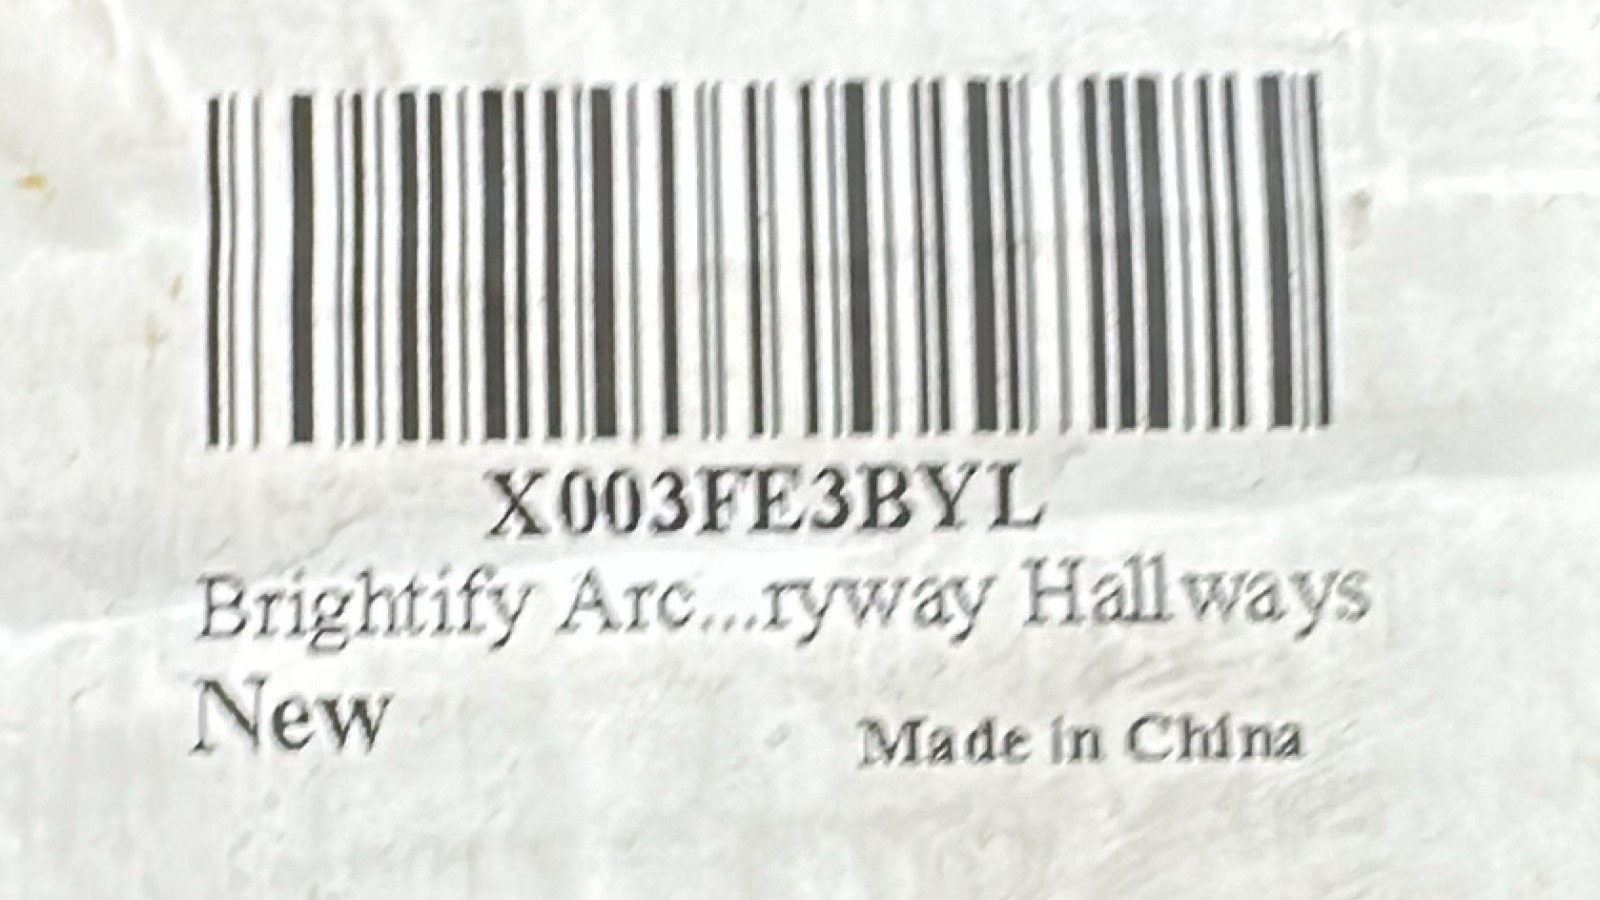 X003FE3BYL
Brightify Arc...ryway Hallways
New
Made in China